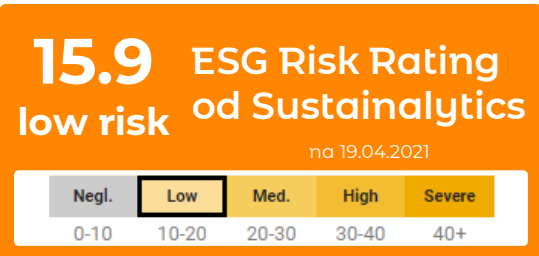 15.9
low risk
ESG Risk Rating
od Sustainalytics
na 19.04.2021
Negl. Low Med. High Severe
0-10 10-20 20-30 30-40 40+